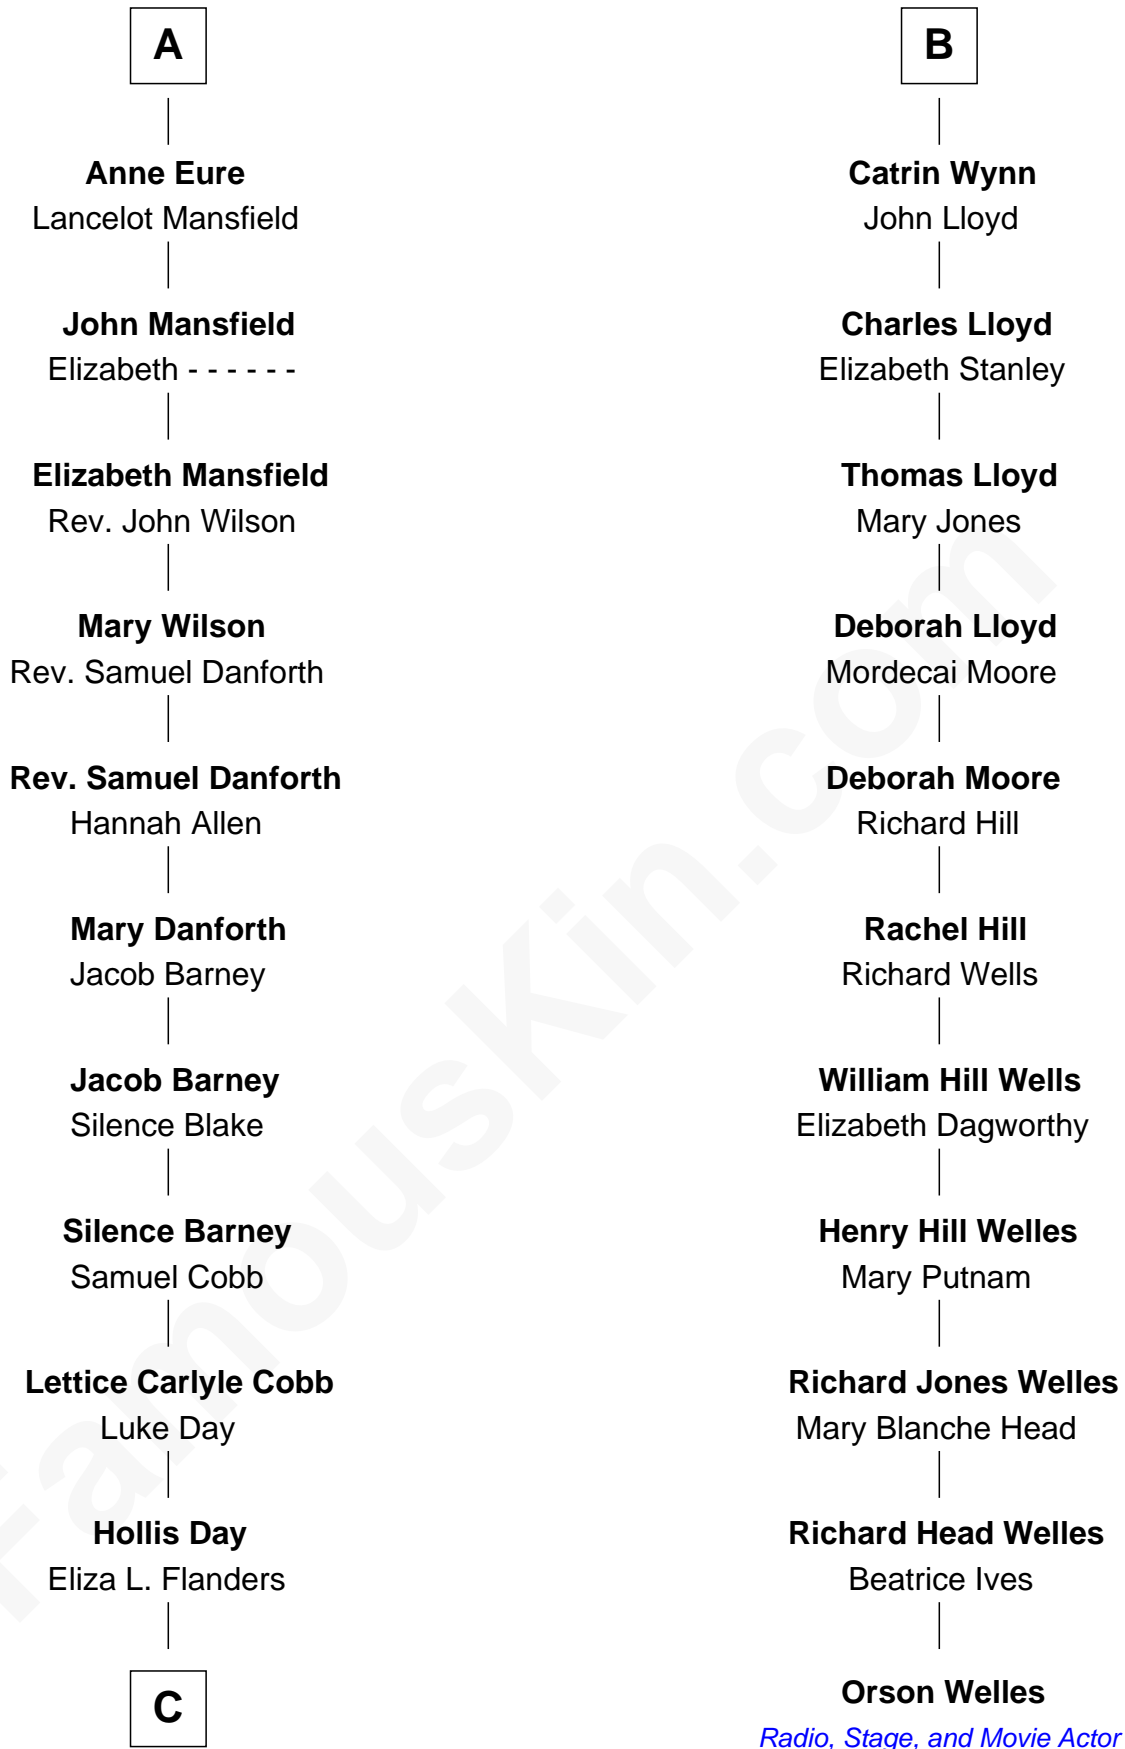 A
Anne Eure
Lancelot Mansfield
John Mansfield
Elizabeth - - - - - -
Elizabeth Mansfield
Rev. John Wilson
Mary Wilson
Rev. Samuel Danforth
Rev. Samuel Danforth
Hannah Allen
Mary Danforth
Jacob Barney
Jacob Barney
Silence Blake
Silence Barney
Samuel Cobb
Lettice Carlyle Cobb
Luke Day
Hollis Day
Eliza L. Flanders
C
B
Catrin Wynn
John Lloyd
Charles Lloyd
Elizabeth Stanley
Thomas Lloyd
Mary Jones
Deborah Lloyd
Mordecai Moore
Deborah Moore
Richard Hill
Rachel Hill
Richard Wells
William Hill Wells
Elizabeth Dagworthy
Henry Hill Welles
Mary Putnam
Richard Jones Welles
Mary Blanche Head
Richard Head Welles
Beatrice Ives
Orson Welles
Radio, Stage, and Movie Actor
FamousKin.com